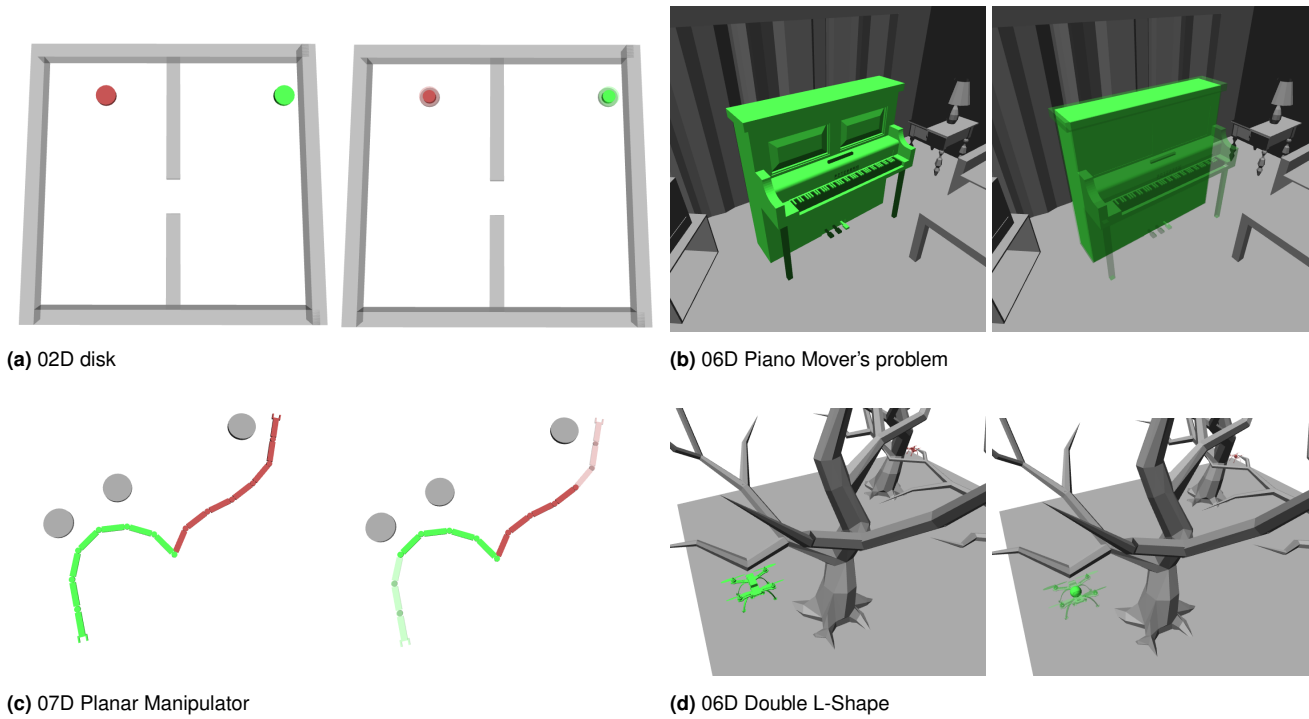 (a) 02D disk
(b) 06D Piano Mover's problem
(c) 07D Planar Manipulator
(d) 06D Double L-Shape